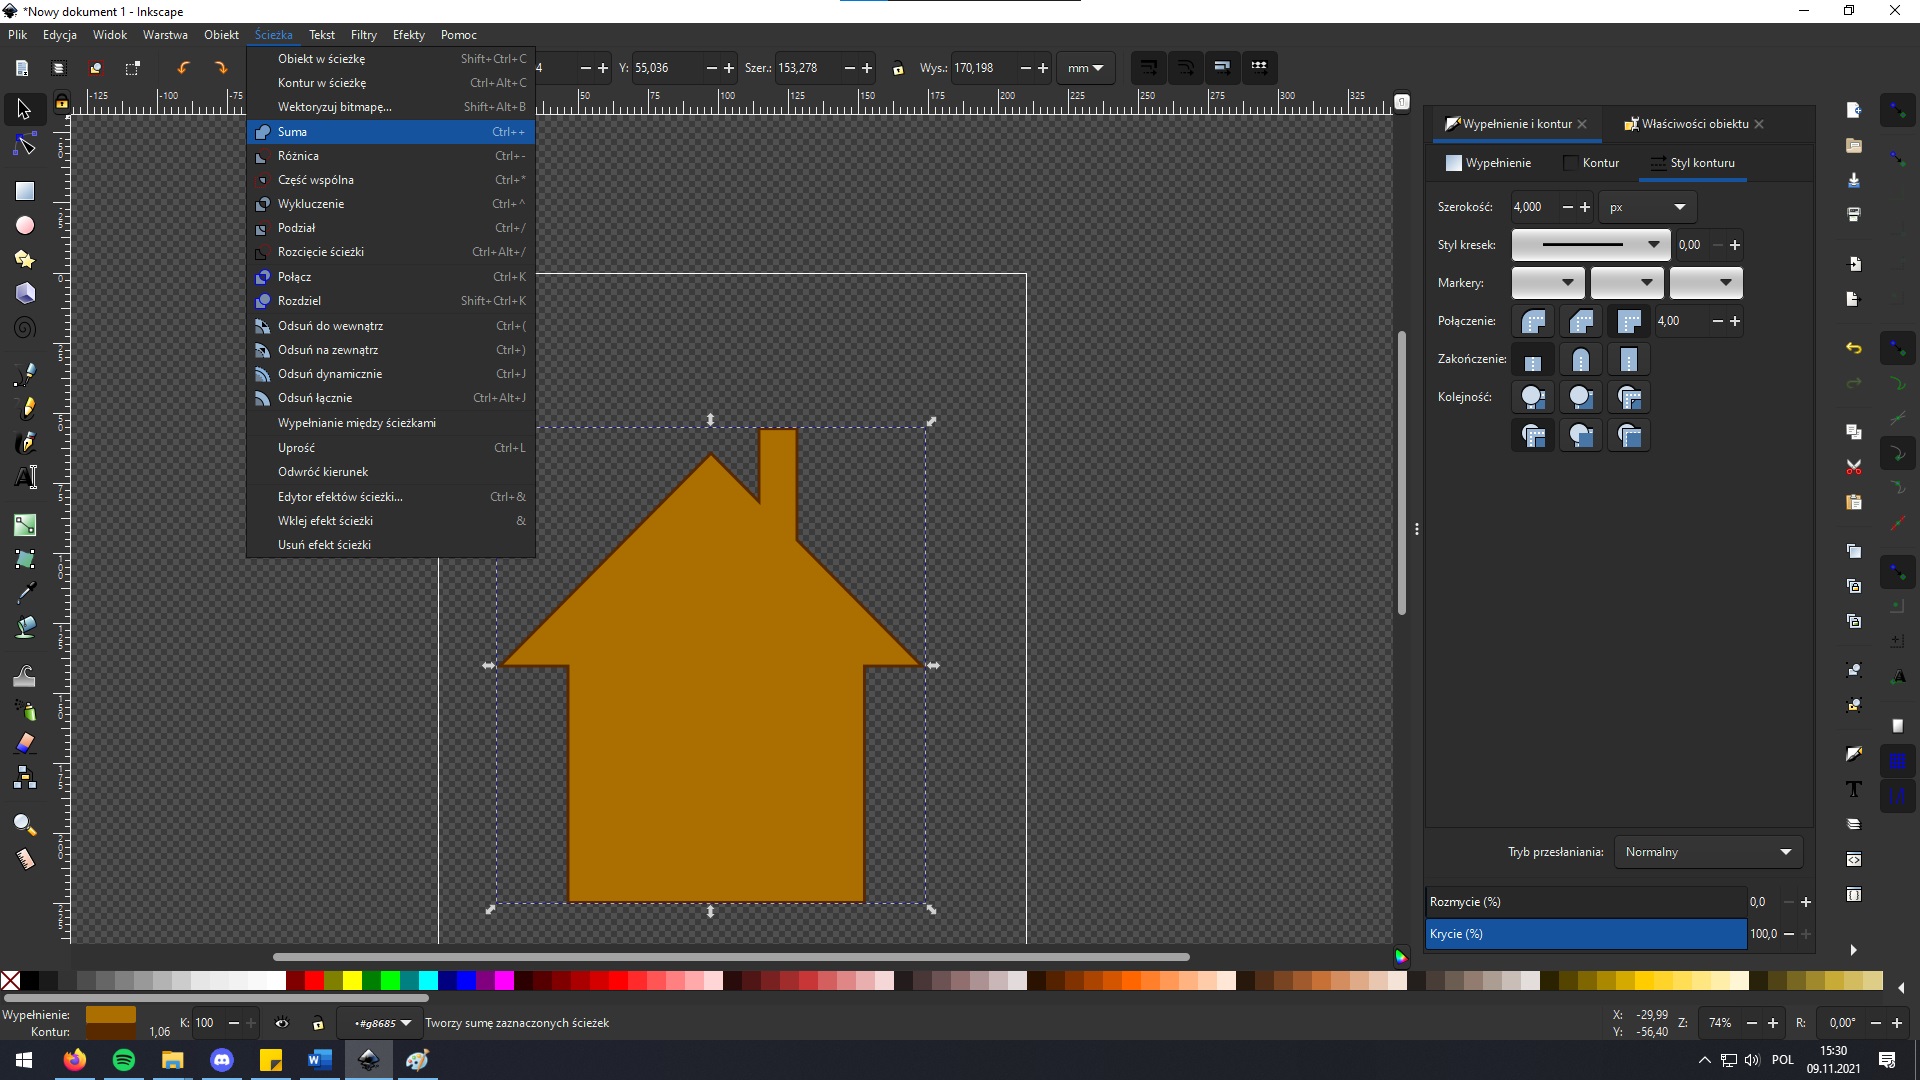 *Nowy dokument 1 - Inkscape
Plik Edycja Widok Warstwa Obiekt Ścieżka Tekst Filtry Efekty Pomoc
4 Y: 55,036 Szer.: 153,278 Wys.: 170,198 mm
Obiekt w ścieżkę Shift+Ctrl+C
Kontur w ścieżkę Ctrl+Alt+C
Wektoryzuj bitmapę... Shift+Alt+B
Suma Ctrl++
Różnica Ctrl+-
Część wspólna Ctrl+*
Wykluczenie Ctrl+^
Podział Ctrl+/
Rozcięcie ścieżki Ctrl+Alt+/
Połącz Ctrl+K
Rozdziel Shift+Ctrl+K
Odsuń do wewnątrz Ctrl+(
Odsuń na zewnątrz Ctrl+)
Odsuń dynamicznie Ctrl+J
Odsuń łącznie Ctrl+Alt+J
Wypełnianie między ścieżkami
Uprość Ctrl+L
Odwróć kierunek
Edytor efektów ścieżki... Ctrl+&
Wklej efekt ścieżki &
Usuń efekt ścieżki
-125 -100 -75 50 75 100 125 150 175 200 225 250 275 300 325
Wypełnienie i kontur Właściwości obiektu
Wypełnienie Kontur Styl konturu
Szerokość: 4,000 px
Styl kresek: 0,00
Markery:
Połączenie: 4,00
Zakończenie:
Kolejność:
Tryb przesłaniania: Normalny
Rozmycie (%) 0,0
Krycie (%) 100,0
Wypełnienie:
Kontur: 1,06 K: 100 •#g8685 Tworzy sumę zaznaczonych ścieżek
X: -29,99
Y: -56,40 Z: 74% R: 0,00°
POL 15:30
09.11.2021